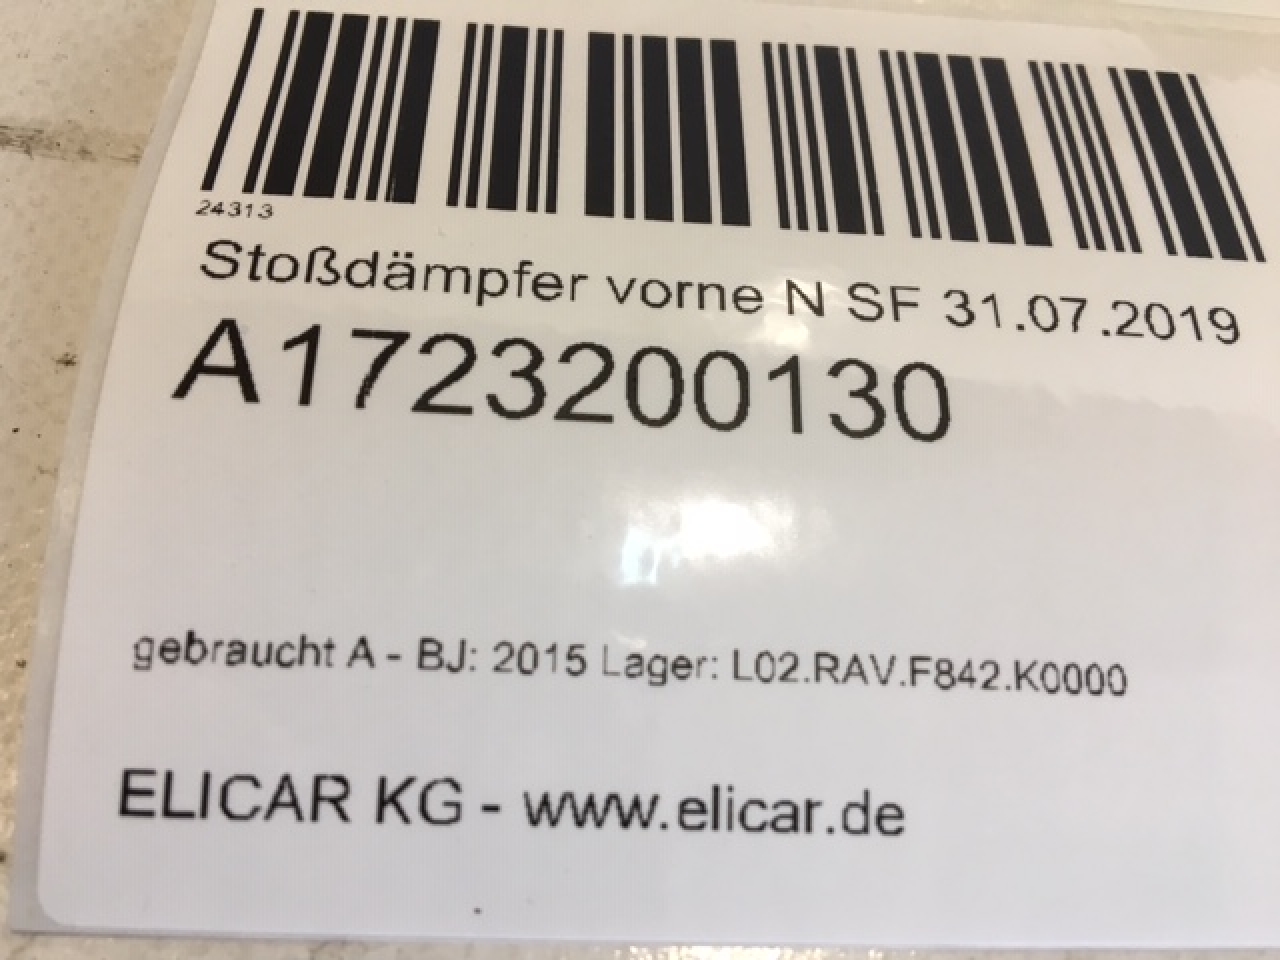 24313
Stoßdämpfer vorne N SF 31.07.2019
A1723200130
gebraucht A - BJ: 2015 Lager: L02.RAV.F842.K0000
ELICAR KG - www.elicar.de